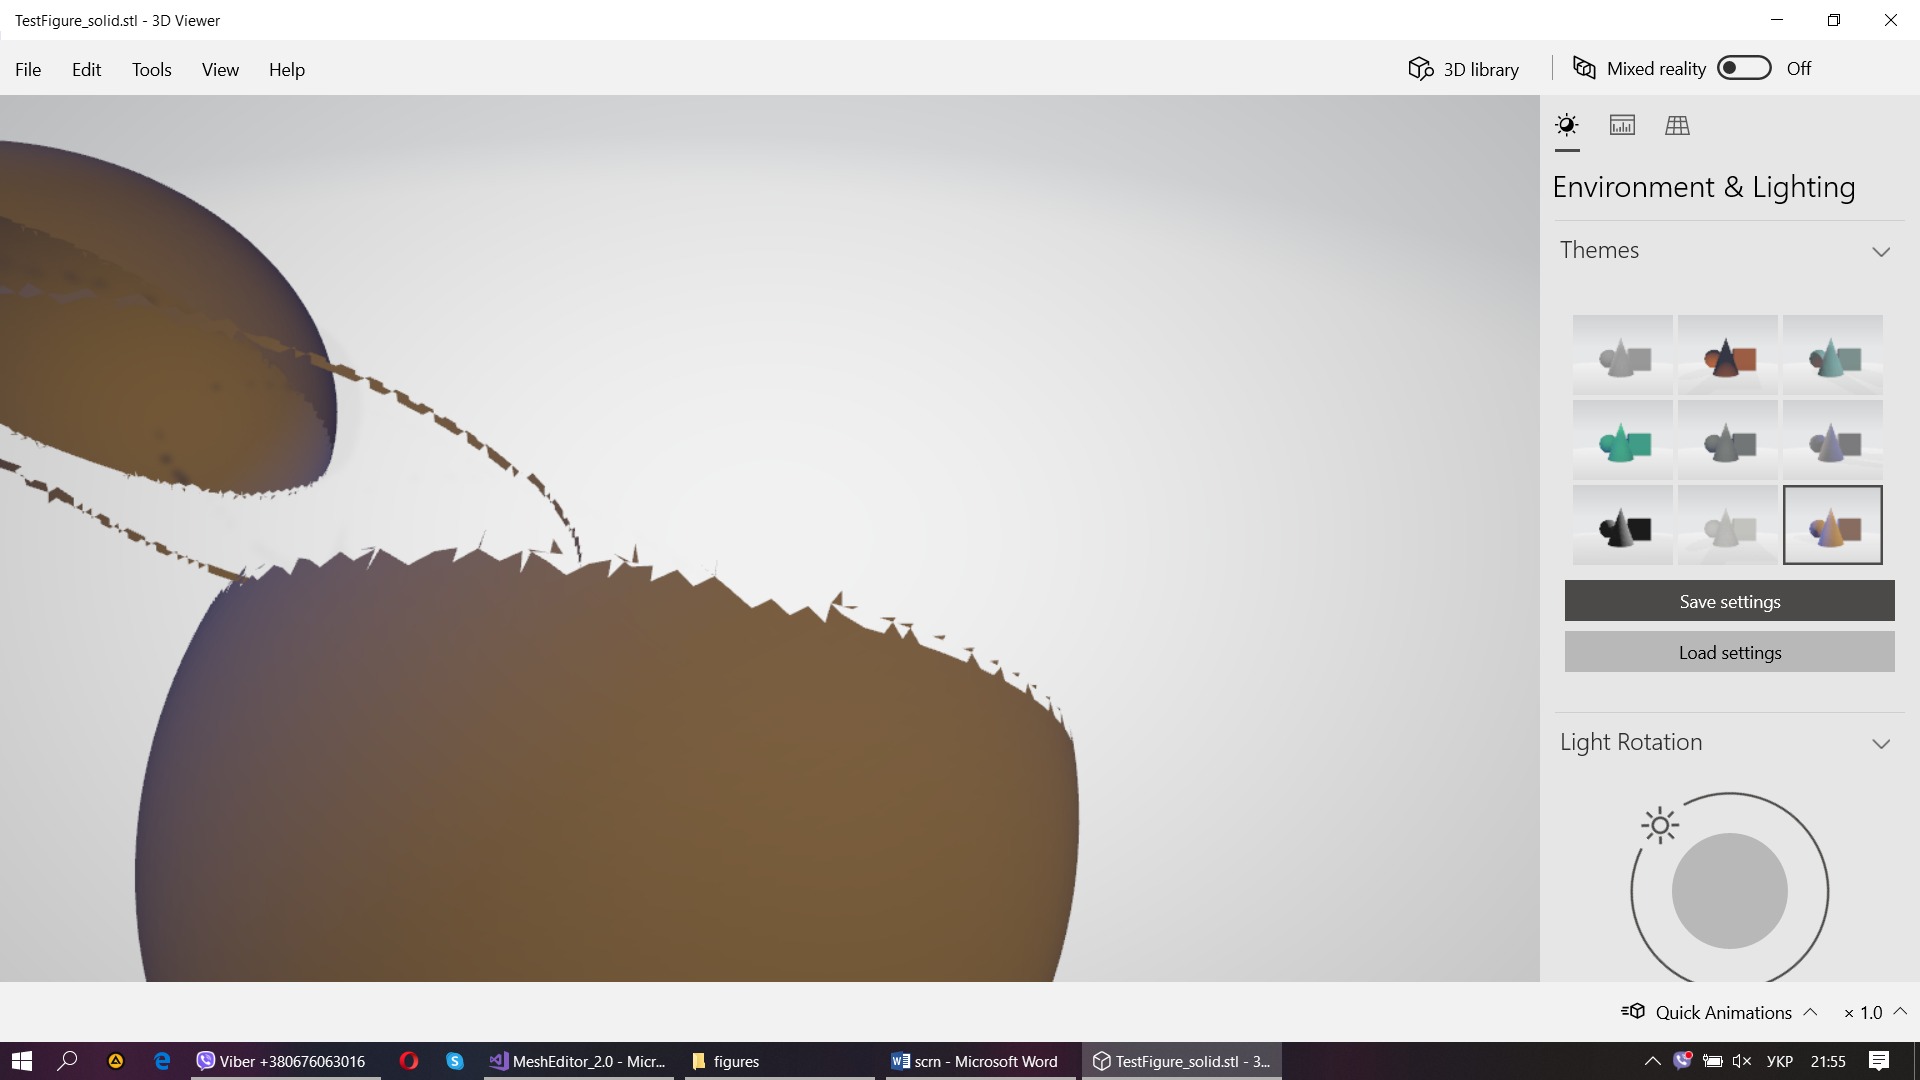 TestFigure_solid.stl - 3D Viewer
File Edit Tools View Help
3D library
Mixed reality Off
Environment & Lighting
Themes
Save settings
Load settings
Light Rotation
Quick Animations × 1.0
Viber +380676063016
MeshEditor_2.0 - Micr...
figures
scrn - Microsoft Word
TestFigure_solid.stl - 3...
УКР 21:55